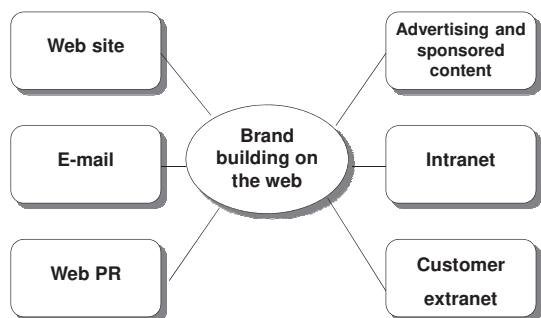 Web site
Advertising and
sponsored
content
E-mail
Brand
building on
the web
Intranet
Web PR
Customer
extranet